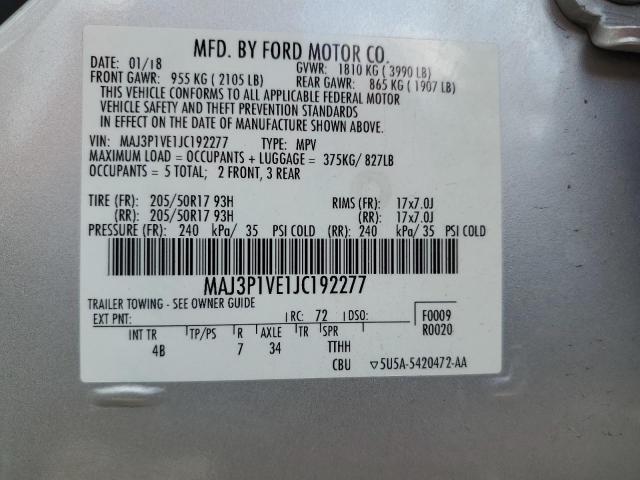 MFD. BY FORD MOTOR CO.
DATE: 01/18 GVWR: 1810 KG ( 3990 LB)
FRONT GAWR: 955 KG ( 2105 LB) REAR GAWR: 865 KG ( 1907 LB)
THIS VEHICLE CONFORMS TO ALL APPLICABLE FEDERAL MOTOR
VEHICLE SAFETY AND THEFT PREVENTION STANDARDS
IN EFFECT ON THE DATE OF MANUFACTURE SHOWN ABOVE.
VIN: MAJ3P1VE1JC192277 TYPE: MPV
MAXIMUM LOAD = OCCUPANTS + LUGGAGE = 375KG/ 827LB
OCCUPANTS = 5 TOTAL; 2 FRONT, 3 REAR
TIRE (FR): 205/50R17 93H RIMS (FR): 17x7.0J
(RR): 205/50R17 93H (RR): 17x7.0J
PRESSURE (FR): 240 kPa/ 35 PSI COLD (RR): 240 kPa/ 35 PSI COLD
MAJ3P1VE1JC192277
TRAILER TOWING - SEE OWNER GUIDE
EXT PNT: RC: 72 DSO: F0009
R0020
INT TR TP/PS R AXLE TR SPR
4B 7 34 TTHH
CBU ▽5U5A-5420472-AA